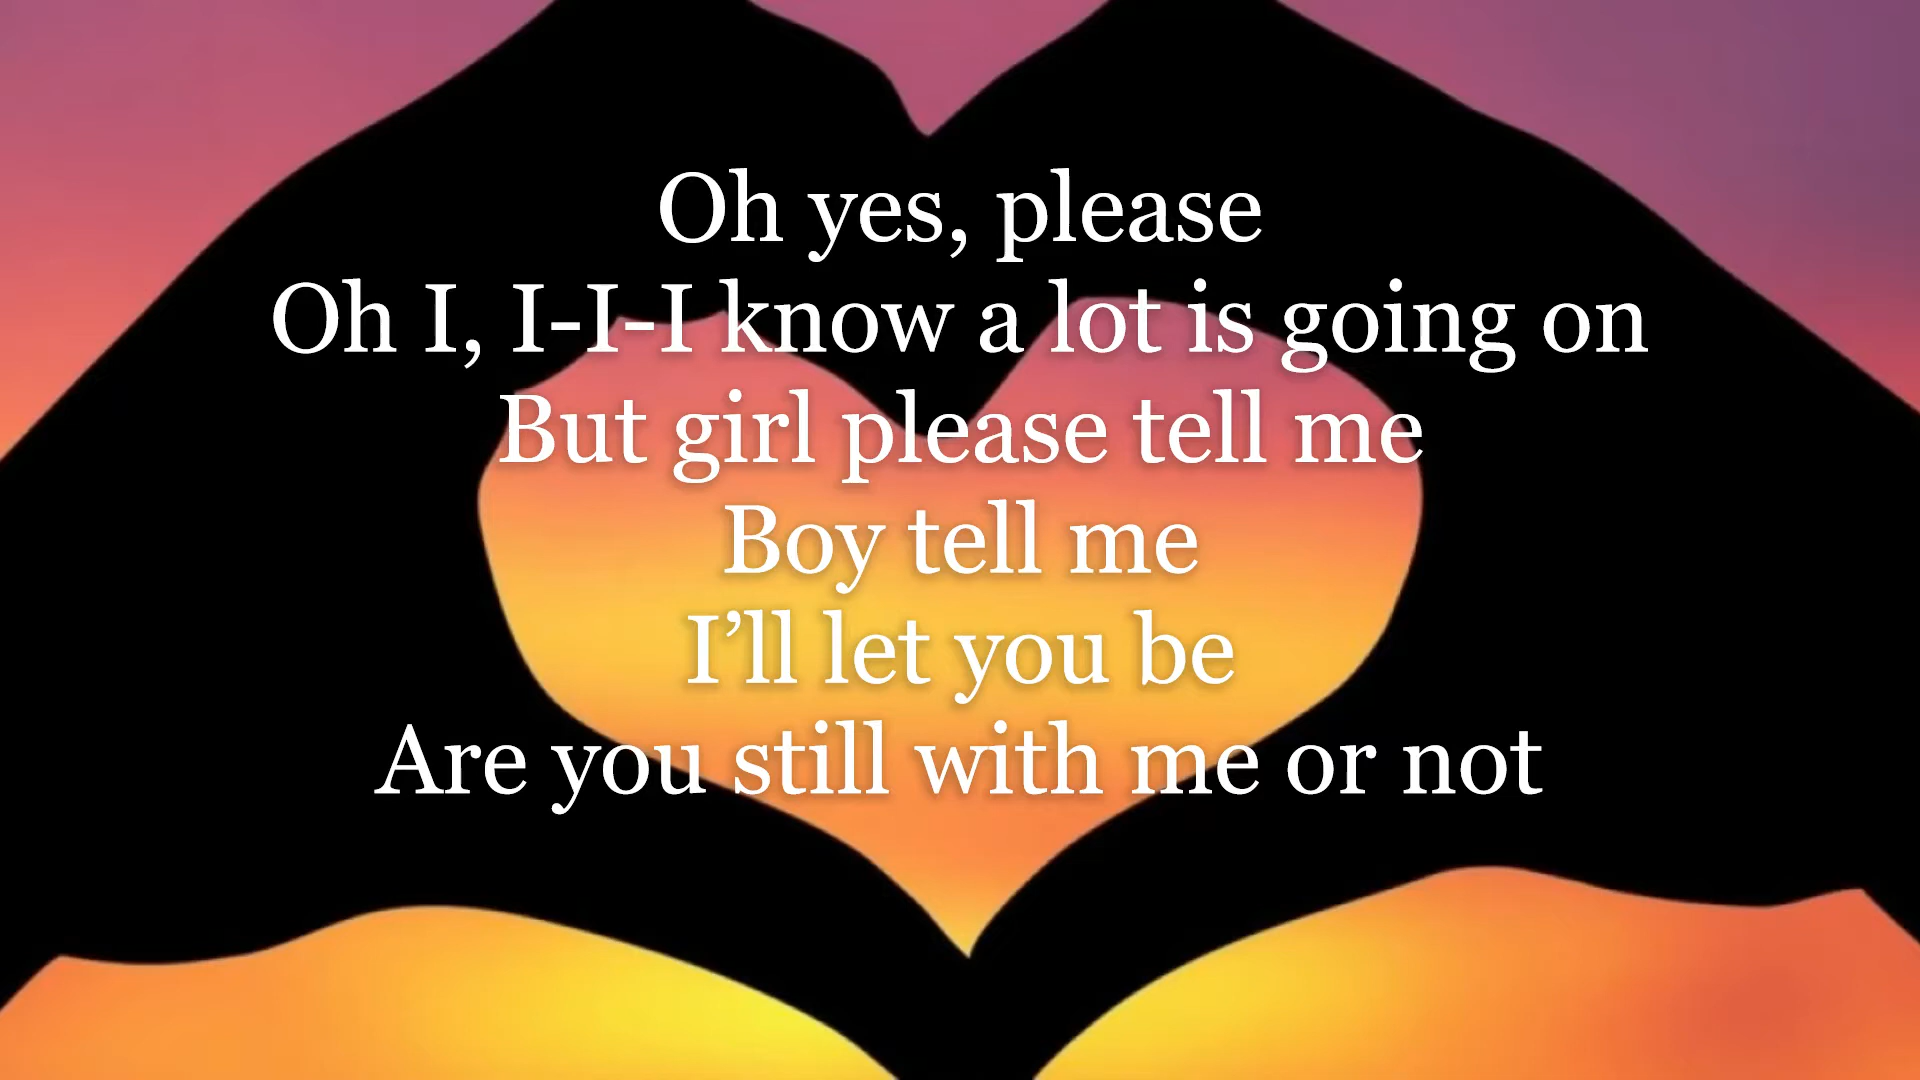 Oh yes, please
Oh I, I-I-I know a lot is going on
But girl please tell me
Boy tell me
I’ll let you be
Are you still with me or not